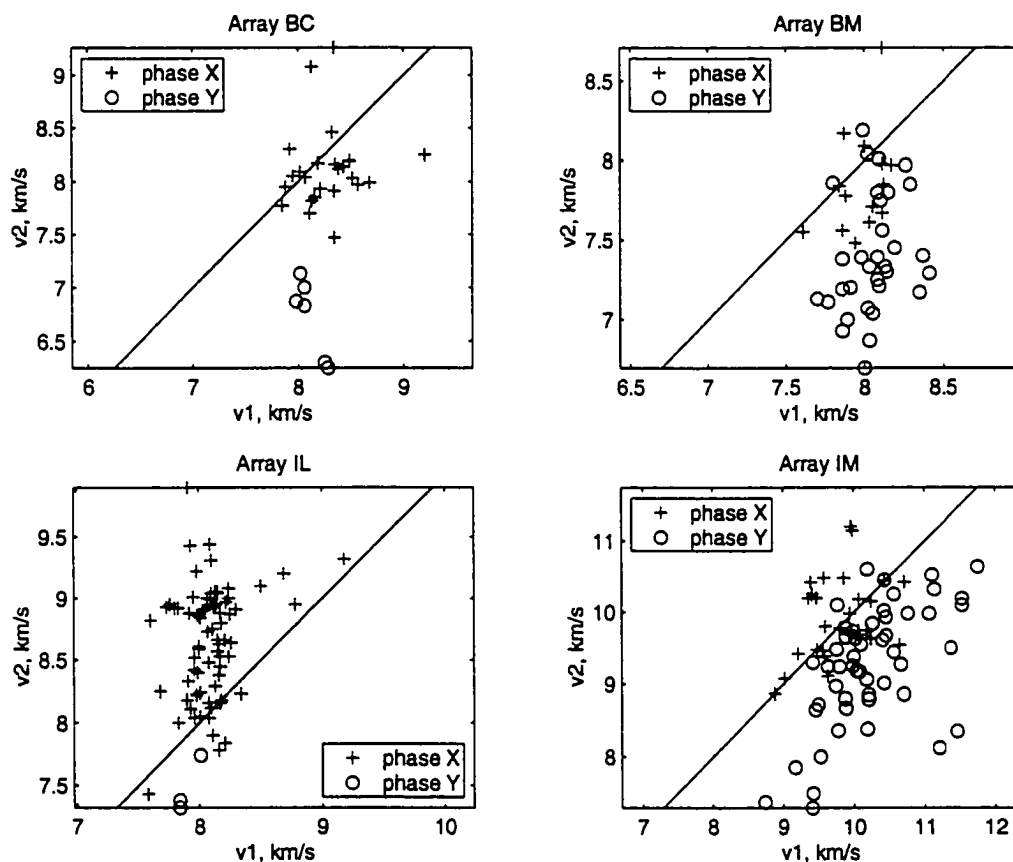 Array BC
+ phase X
o phase Y
9
8.5
8
7.5
7
6.5
v2, km/s
6 7 8 9
v1, km/s
Array BM
+ phase X
o phase Y
8.5
8
7.5
7
v2, km/s
6.5 7 7.5 8 8.5
v1, km/s
Array IL
9.5
9
8.5
8
7.5
v2, km/s
+ phase X
o phase Y
7 8 9 10
v1, km/s
Array IM
+ phase X
o phase Y
11
10
9
8
v2, km/s
7 8 9 10 11 12
v1, km/s